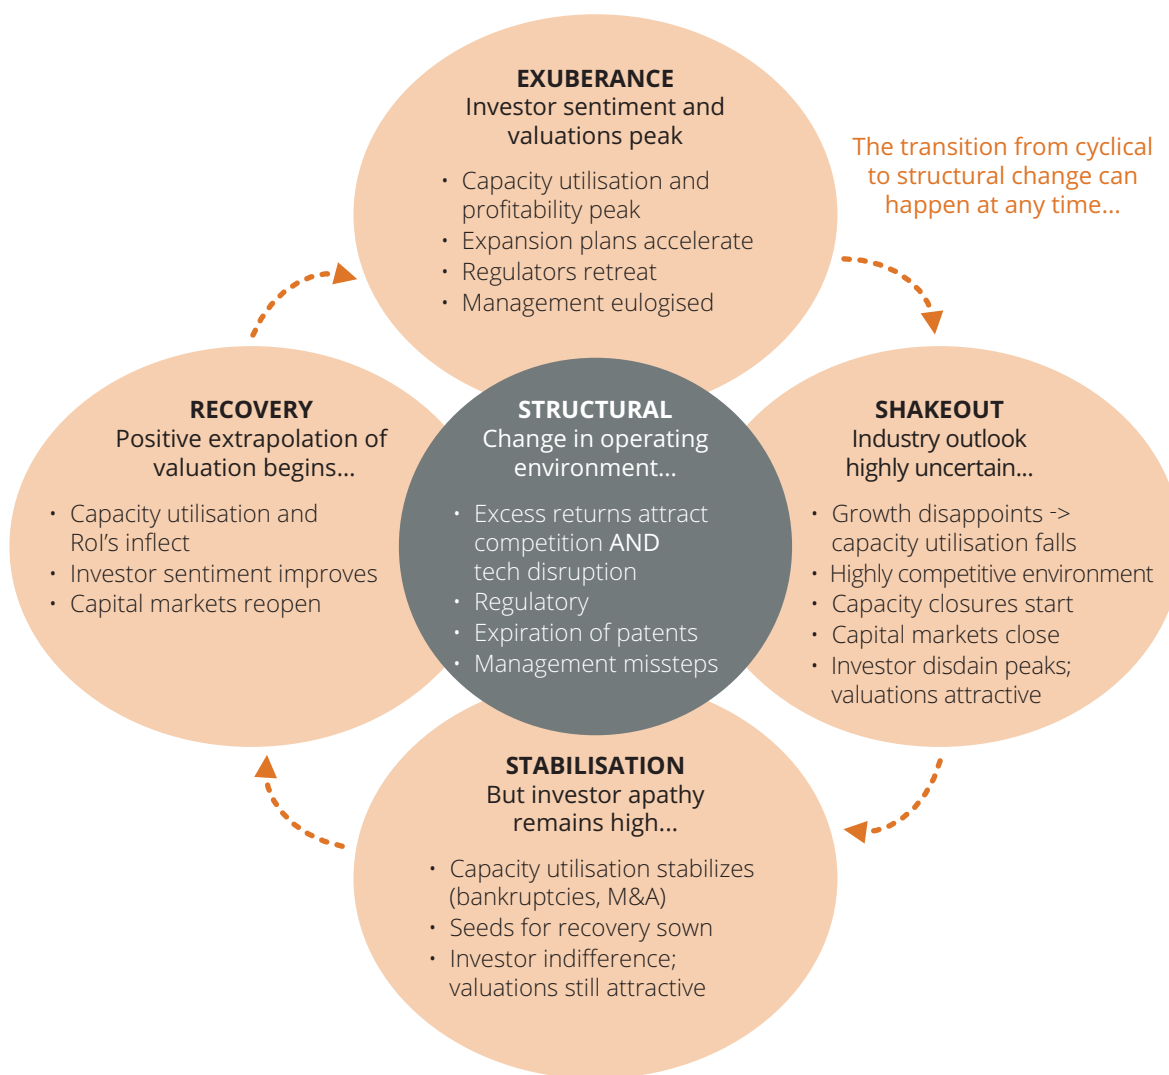 EXUBERANCE
Investor sentiment and
valuations peak
• Capacity utilisation and
profitability peak
• Expansion plans accelerate
• Regulators retreat
• Management eulogised
The transition from cyclical
to structural change can
happen at any time...
RECOVERY
Positive extrapolation of
valuation begins...
• Capacity utilisation and
RoI's inflect
• Investor sentiment improves
• Capital markets reopen
STRUCTURAL
Change in operating
environment...
• Excess returns attract
competition AND
tech disruption
• Regulatory
• Expiration of patents
• Management missteps
SHAKEOUT
Industry outlook
highly uncertain...
• Growth disappoints ->
capacity utilisation falls
• Highly competitive environment
• Capacity closures start
• Capital markets close
• Investor disdain peaks;
valuations attractive
STABILISATION
But investor apathy
remains high...
• Capacity utilisation stabilizes
(bankruptcies, M&A)
• Seeds for recovery sown
• Investor indifference;
valuations still attractive